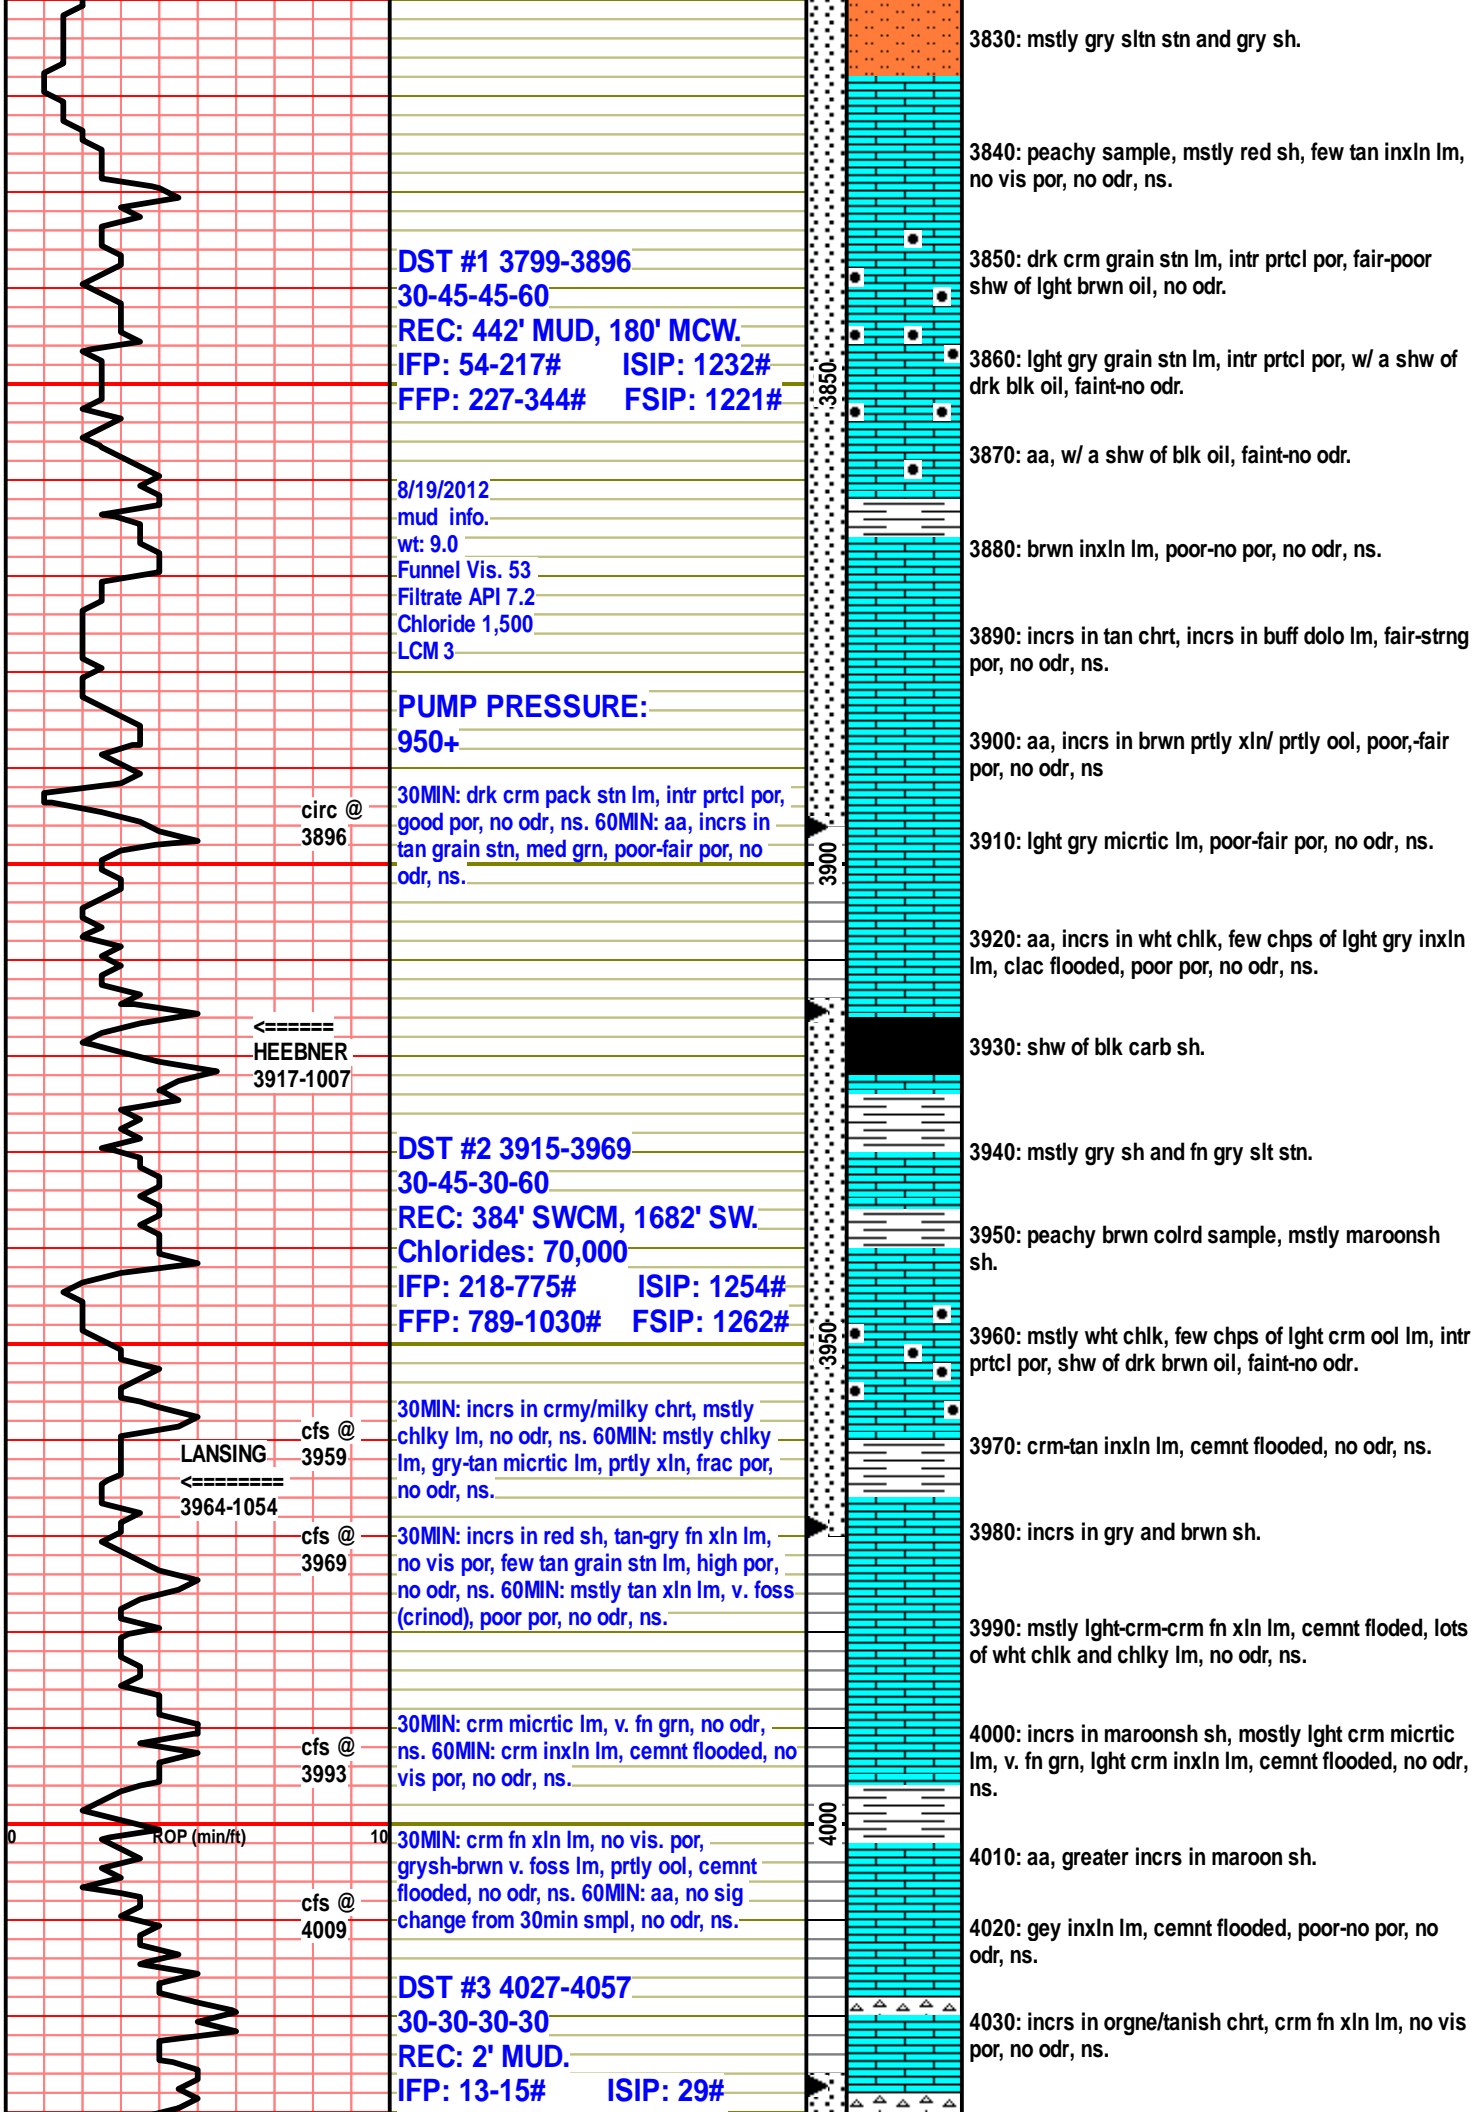 3830: mstly gry sltn stn and gry sh.
3840: peachy sample, mstly red sh, few tan inxln lm,
no vis por, no odr, ns.
DST #1 3799-3896
30-45-45-60
REC: 442' MUD, 180' MCW.
IFP: 54-217# ISIP: 1232#
FFP: 227-344# FSIP: 1221#
3850
3850: drk crm grain stn lm, intr prtcl por, fair-poor
shw of lght brwn oil, no odr.
3860: lght gry grain stn lm, intr prtcl por, w/ a shw of
drk blk oil, faint-no odr.
3870: aa, w/ a shw of blk oil, faint-no odr.
8/19/2012
mud info.
wt: 9.0
Funnel Vis. 53
Filtrate API 7.2
Chloride 1,500
LCM 3
3880: brwn inxln lm, poor-no por, no odr, ns.
3890: incrs in tan chrt, incrs in buff dolo lm, fair-strng
por, no odr, ns.
PUMP PRESSURE:
950+
3900: aa, incrs in brwn prtly xln/ prtly ool, poor,-fair
por, no odr, ns
circ @
3896
30MIN: drk crm pack stn lm, intr prtcl por,
good por, no odr, ns. 60MIN: aa, incrs in
tan grain stn, med grn, poor-fair por, no
odr, ns.
3900
3910: lght gry micrtic lm, poor-fair por, no odr, ns.
3920: aa, incrs in wht chlk, few chps of lght gry inxln
lm, clac flooded, poor por, no odr, ns.
<======
HEEBNER
3917-1007
3930: shw of blk carb sh.
DST #2 3915-3969
30-45-30-60
REC: 384' SWCM, 1682' SW.
Chlorides: 70,000
IFP: 218-775# ISIP: 1254#
FFP: 789-1030# FSIP: 1262#
3950
3940: mstly gry sh and fn gry slt stn.
3950: peachy brwn colrd sample, mstly maroonsh
sh.
3960: mstly wht chlk, few chps of lght crm ool lm, intr
prtcl por, shw of drk brwn oil, faint-no odr.
cfs @
3959
30MIN: incrs in crmy/milky chrt, mstly
chlky lm, no odr, ns. 60MIN: mstly chlky
lm, gry-tan micrtic lm, prtly xln, frac por,
no odr, ns.
LANSING
<========
3964-1054
3970: crm-tan inxln lm, cemnt flooded, no odr, ns.
cfs @
3969
30MIN: incrs in red sh, tan-gry fn xln lm,
no vis por, few tan grain stn lm, high por,
no odr, ns. 60MIN: mstly tan xln lm, v. foss
(crinod), poor por, no odr, ns.
3980: incrs in gry and brwn sh.
3990: mstly lght-crm-crm fn xln lm, cemnt floded, lots
of wht chlk and chlky lm, no odr, ns.
cfs @
3993
30MIN: crm micrtic lm, v. fn grn, no odr,
ns. 60MIN: crm inxln lm, cemnt flooded, no
vis por, no odr, ns.
4000: incrs in maroonsh sh, mostly lght crm micrtic
lm, v. fn grn, lght crm inxln lm, cemnt flooded, no odr,
ns.
4000
0 ROP (min/ft) 10
30MIN: crm fn xln lm, no vis. por,
grysh-brwn v. foss lm, prtly ool, cemnt
flooded, no odr, ns. 60MIN: aa, no sig
change from 30min smpl, no odr, ns.
cfs @
4009
4010: aa, greater incrs in maroon sh.
4020: gey inxln lm, cemnt flooded, poor-no por, no
odr, ns.
DST #3 4027-4057
30-30-30-30
REC: 2' MUD.
IFP: 13-15# ISIP: 29#
4030: incrs in orgne/tanish chrt, crm fn xln lm, no vis
por, no odr, ns.